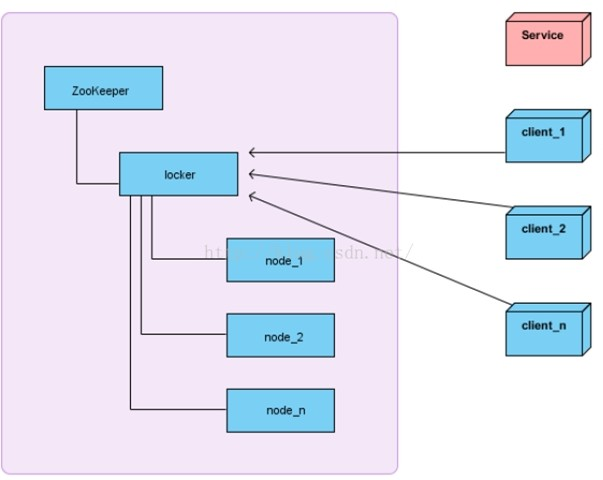 Service
ZooKeeper
client_1
locker
client_2
node_1
client_n
node_2
node_n